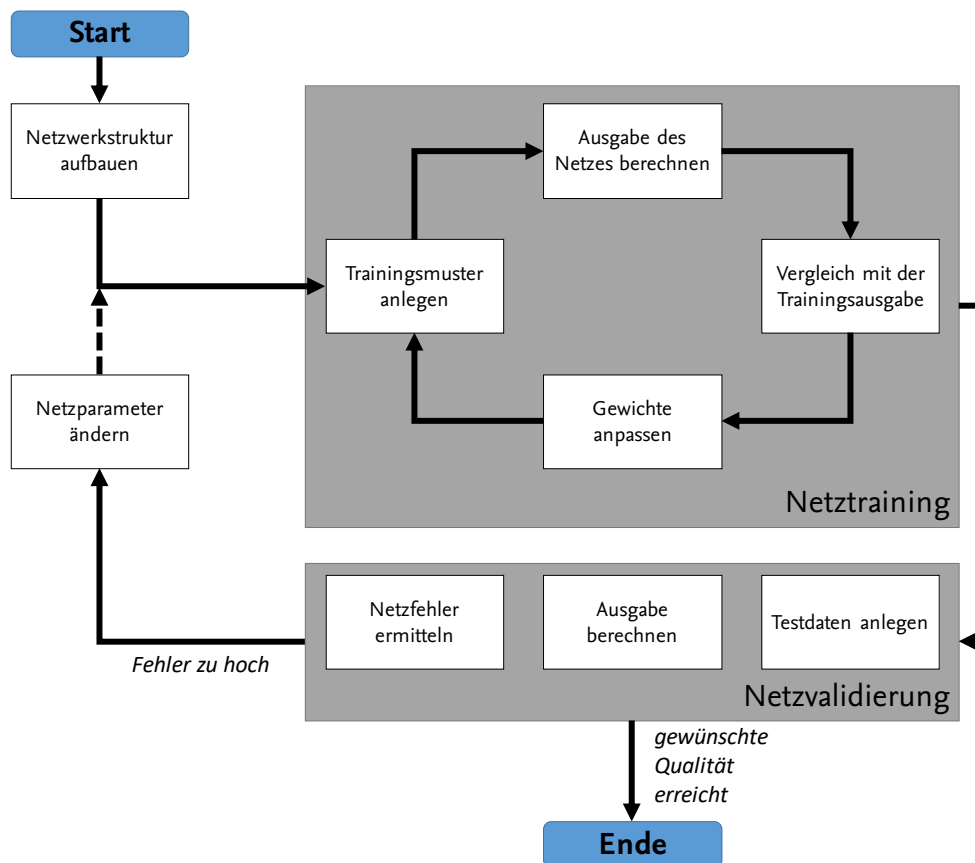 Start
Netzwerkstruktur
aufbauen
Ausgabe des
Netzes berechnen
Trainingsmuster
anlegen
Vergleich mit der
Trainingsausgabe
Netzparameter
ändern
Gewichte
anpassen
Netztraining
Netzfehler
ermitteln
Ausgabe
berechnen
Testdaten anlegen
Fehler zu hoch
Netzvalidierung
gewünschte
Qualität
erreicht
Ende